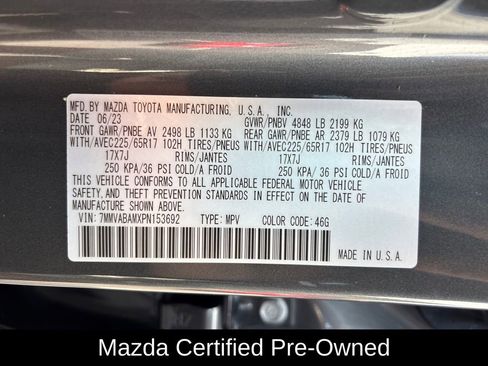 MFD. BY MAZDA TOYOTA MANUFACTURING, U.S.A., INC.
DATE 06/23 GVWR/PNBV 4848 LB 2199 KG
FRONT GAWR/PNBE AV 2498 LB 1133 KG REAR GAWR/PNBE AR 2379 LB 1079 KG
WITH/AVEC225/65R17 102H TIRES/PNEUS WITH/AVEC225/65R17 102H TIRES/PNEUS
17X7J RIMS/JANTES 17X7J RIMS/JANTES
250 KPA/36 PSI COLD/A FROID 250 KPA/36 PSI COLD/A FROID
THIS VEHICLE CONFORMS TO ALL APPLICABLE FEDERAL MOTOR VEHICLE
SAFETY, AND THEFT PREVENTION STANDARDS IN EFFECT ON THE DATE OF
MANUFACTURE SHOWN ABOVE.
VIN: 7MMVABAMXPN153692 TYPE: MPV COLOR CODE: 46G
MADE IN U.S.A.
Mazda Certified Pre-Owned